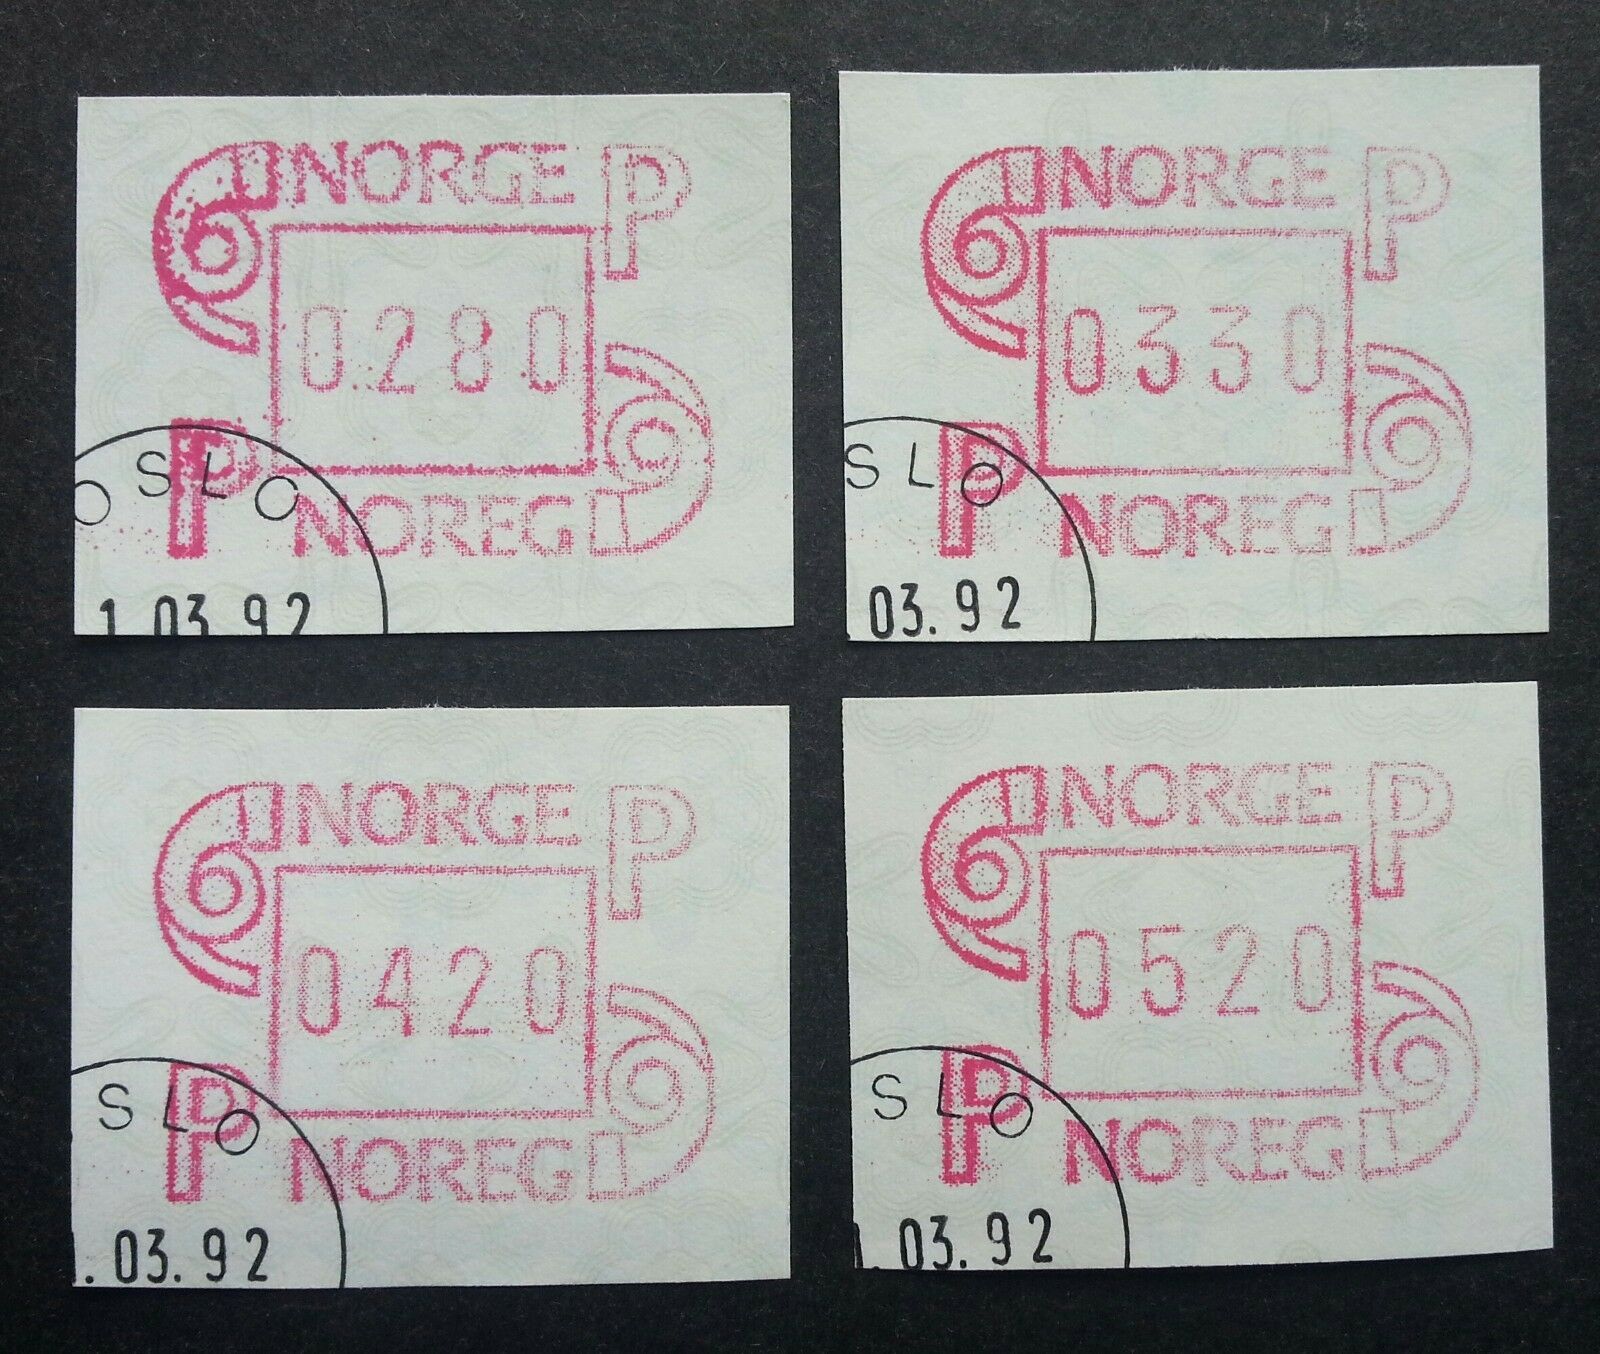 NORGE P
0280
P NOREG
OSLO
1.03.92
NORGE P
0330
P NOREG
SLO
03.92
NORGE P
0420
P NOREG
SLO
.03.92
NORGE P
0520
P NOREG
SLO
.03.92